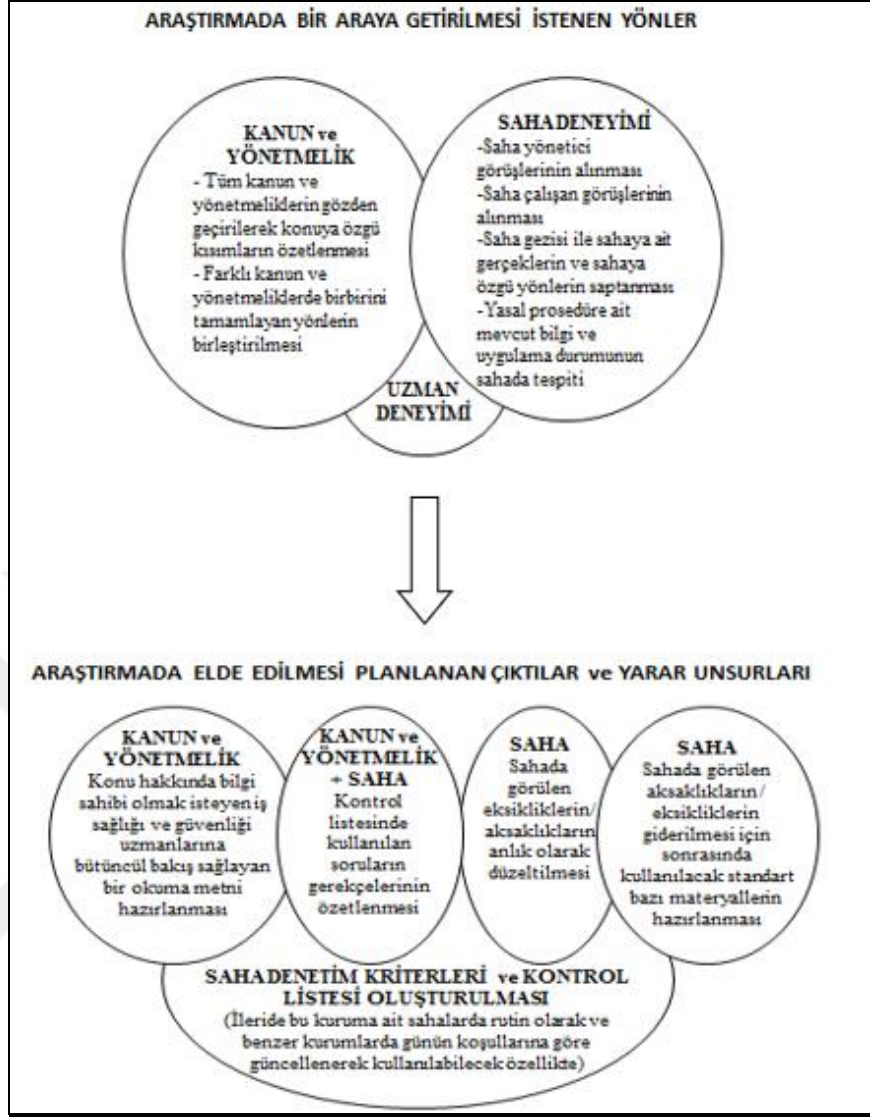 ARAŞTIRMADA BİR ARAYA GETİRİLMESİ İSTENEN YÖNLER
KANUN ve
YÖNETMELİK
- Tüm kanun ve
yönetmeliklerin gözden
geçirilerek konuya özgü
kısımların özetlenmesi
- Farklı kanun ve
yönetmeliklerde birbirini
tamamlayan yönlerin
birleştirilmesi
SAHA DENEYİMİ
-Saha yönetici
görüşlerinin alınması
-Saha çalışan görüşlerinin
alınması
-Saha gezisi ile sahaya ait
gerçeklerin ve sahaya
özgü yönlerin saptanması
-Yasal prosedüre ait
mevcut bilgi ve
uygulama durumunun
sahada tespiti
UZMAN
DENEYİMİ
ARAŞTIRMADA ELDE EDİLMESİ PLANLANAN ÇIKTILAR ve YARAR UNSURLARI
KANUN ve
YÖNETMELİK
Konu hakkında bilgi
sahibi olmak isteyen iş
sağlığı ve güvenliği
uzmanlarına
bütüncül bakış sağlayan
bir okuma metni
hazırlanması
KANUN ve
YÖNETMELİK
+ SAHA
Kontrol
listesinde
kullanılan
soruların
gerekçelerinin
özetlenmesi
SAHA
Sahada
görülen
eksikliklerin/
aksaklıkların
anlık olarak
düzeltilmesi
SAHA
Sahada görülen
aksaklıkların/
eksikliklerin
giderilmesi için
sonrasında
kullanılacak standart
bazı materyallerin
hazırlanması
SAHA DENETİM KRİTERLERİ ve KONTROL
LİSTESİ OLUŞTURULMASI
(İleride bu kuruma ait sahalarda rutin olarak ve
benzer kurumlarda günün koşullarına göre
güncellenerek kullanılabilecek özellikte)